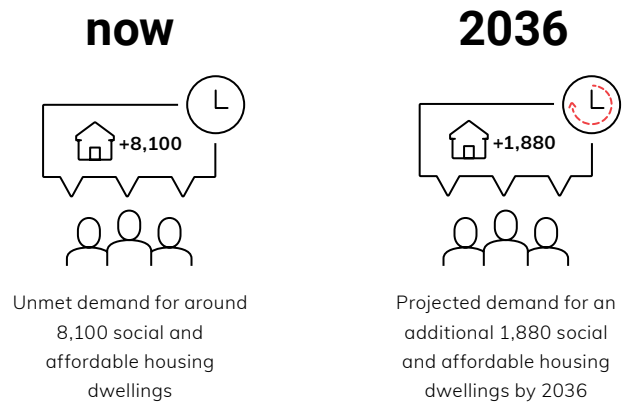 now
2036
+8,100
+1,880
Unmet demand for around
8,100 social and
affordable housing
dwellings
Projected demand for an
additional 1,880 social
and affordable housing
dwellings by 2036